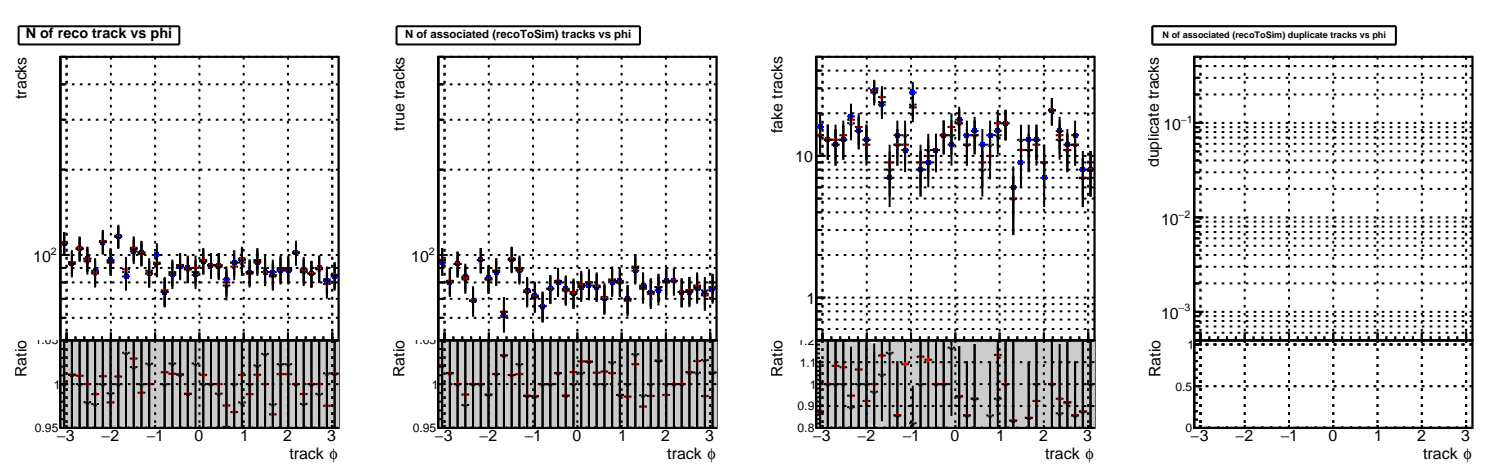 N of reco track vs phi
tracks
10²
Ratio
1.05
1
0.95
−3 −2 −1 0 1 2 3
track ϕ
N of associated (recoToSim) tracks vs phi
true tracks
10²
Ratio
1.05
1
0.95
−3 −2 −1 0 1 2 3
track ϕ
fake tracks
10
1
Ratio
1.2
1.1
1
0.9
0.8
−3 −2 −1 0 1 2 3
track ϕ
N of associated (recoToSim) duplicate tracks vs phi
duplicate tracks
10⁻¹
10⁻²
10⁻³
Ratio
1
0.5
0
−3 −2 −1 0 1 2 3
track ϕ